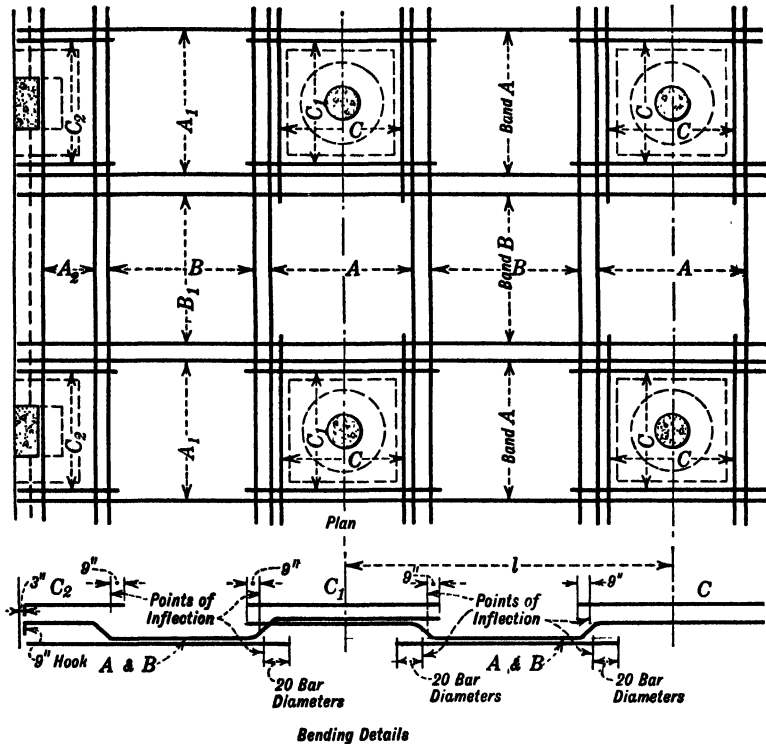 C2
A1
C1
C
Band A
C
C
A2
B
B1
A
Band B
B
A
C2
A1
C1
C
Band A
C
C
Plan
l
3"
C2
9"
9"
C1
9"
9"
C
Points of
Inflection
Points of
Inflection
9" Hook
A & B
A & B
20 Bar
Diameters
20 Bar
Diameters
20 Bar
Diameters
Bending Details